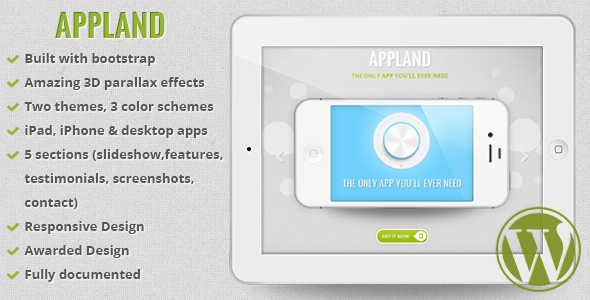 APPLAND
Built with bootstrap
Amazing 3D parallax effects
Two themes, 3 color schemes
iPad, iPhone & desktop apps
5 sections (slideshow,features,
testimonials, screenshots,
contact)
Responsive Design
Awarded Design
Fully documented
APPLAND
THE ONLY APP YOU'LL EVER NEED
THE ONLY APP YOU'LL EVER NEED
GET IT NOW
W